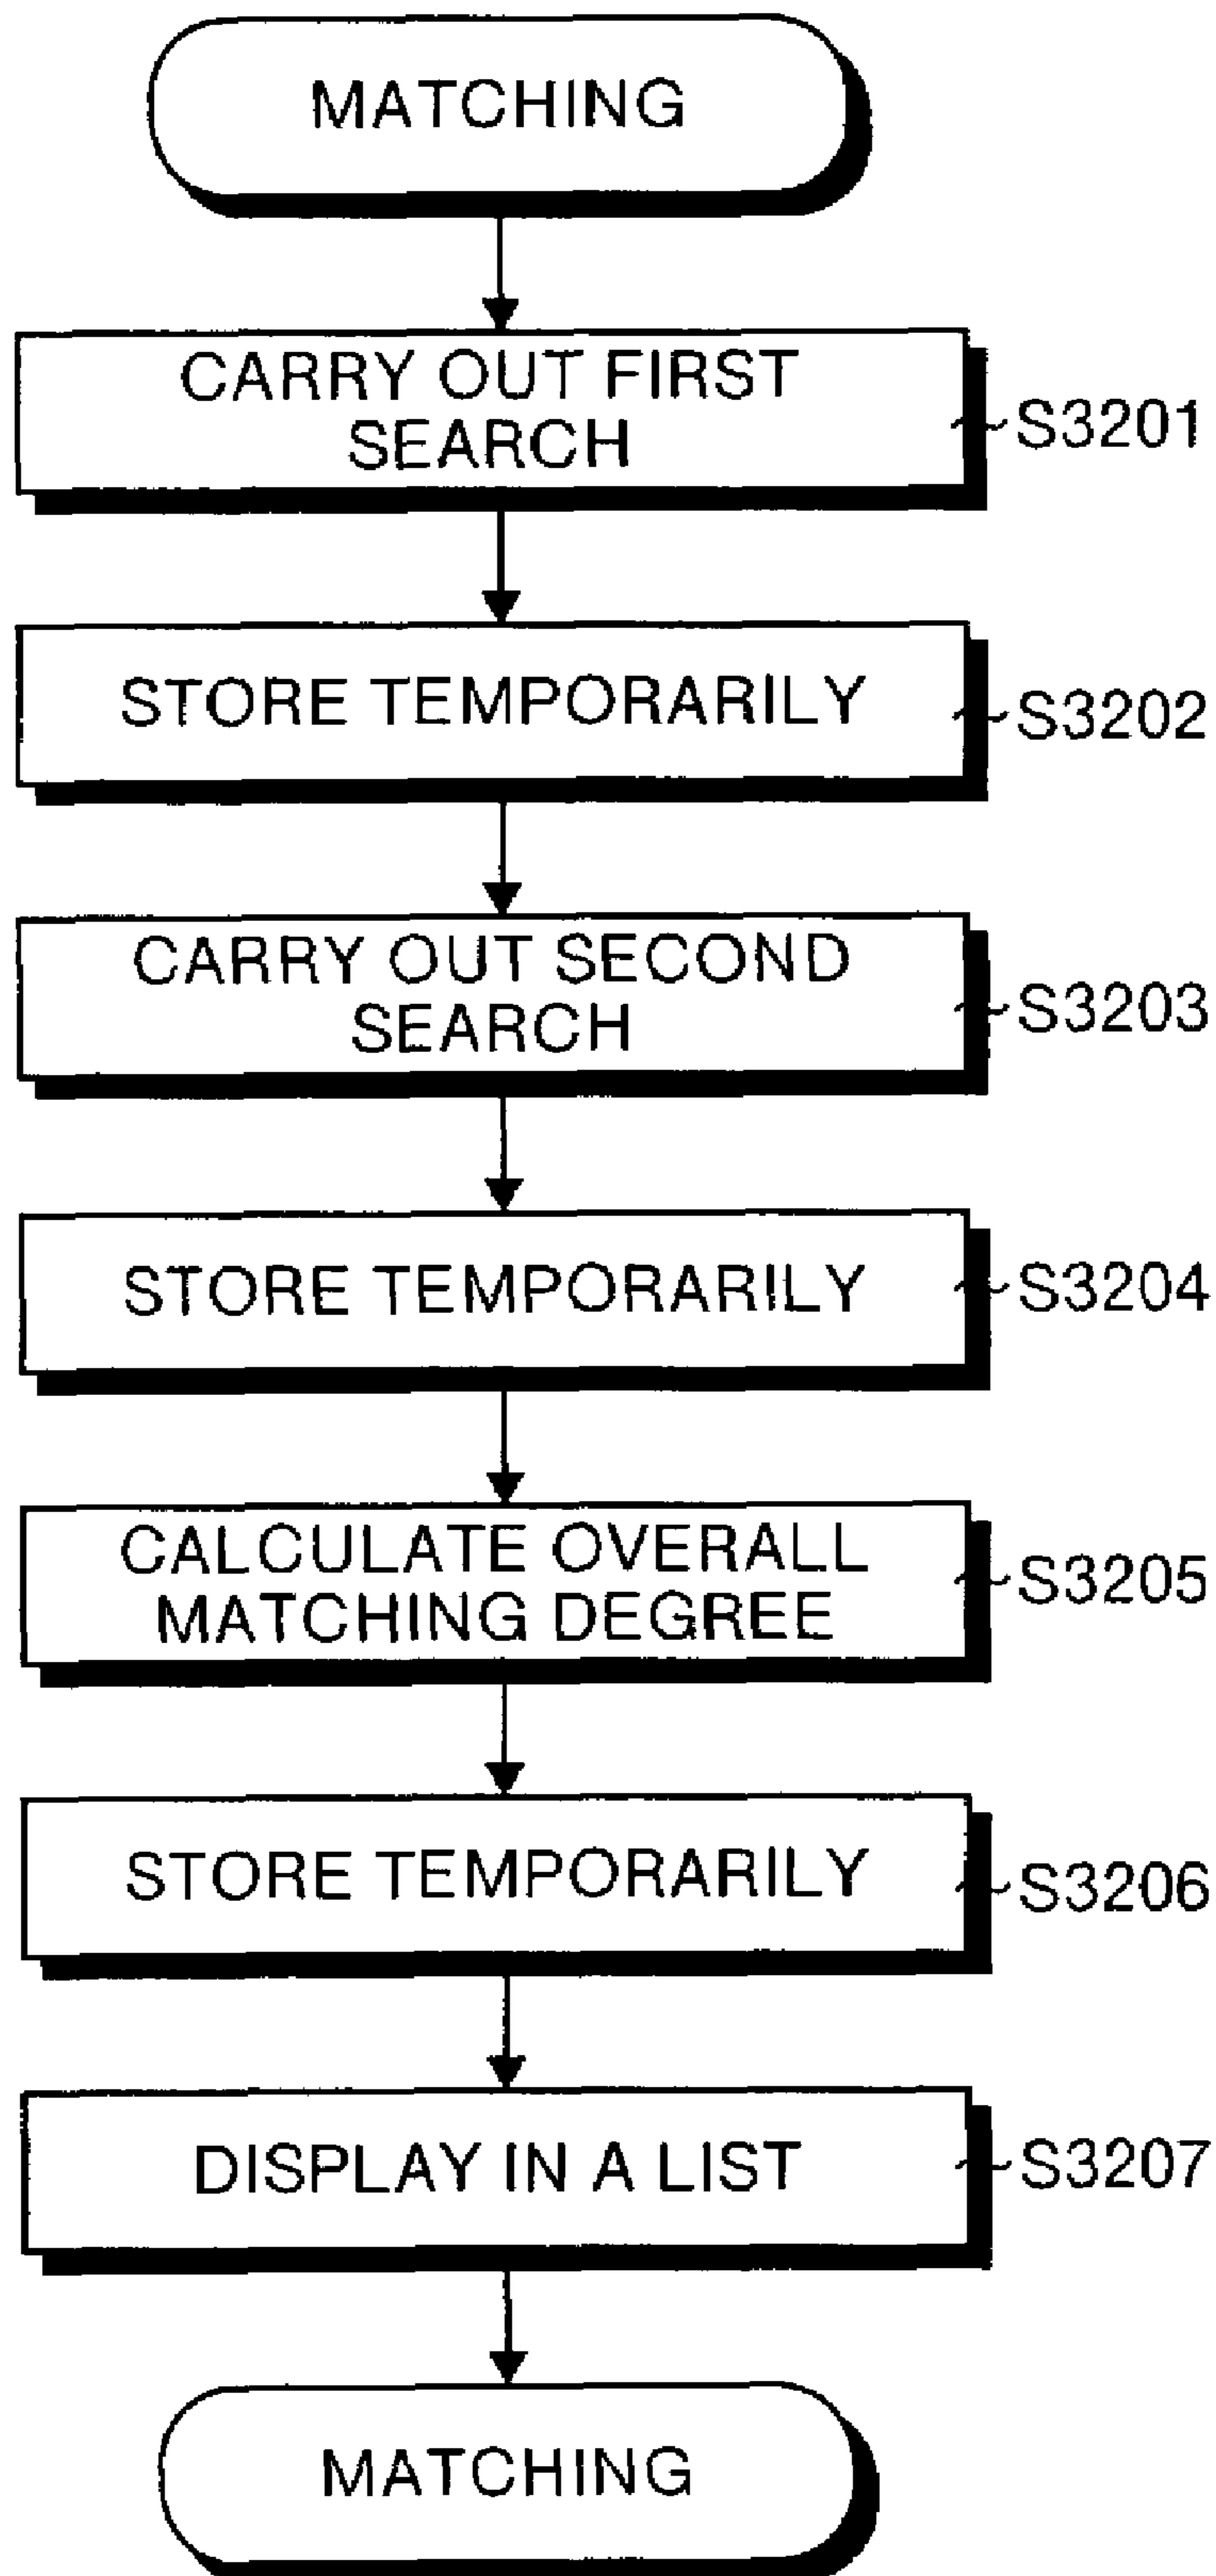 MATCHING
CARRY OUT FIRST
SEARCH
S3201
STORE TEMPORARILY
S3202
CARRY OUT SECOND
SEARCH
S3203
STORE TEMPORARILY
S3204
CALCULATE OVERALL
MATCHING DEGREE
S3205
STORE TEMPORARILY
S3206
DISPLAY IN A LIST
S3207
MATCHING